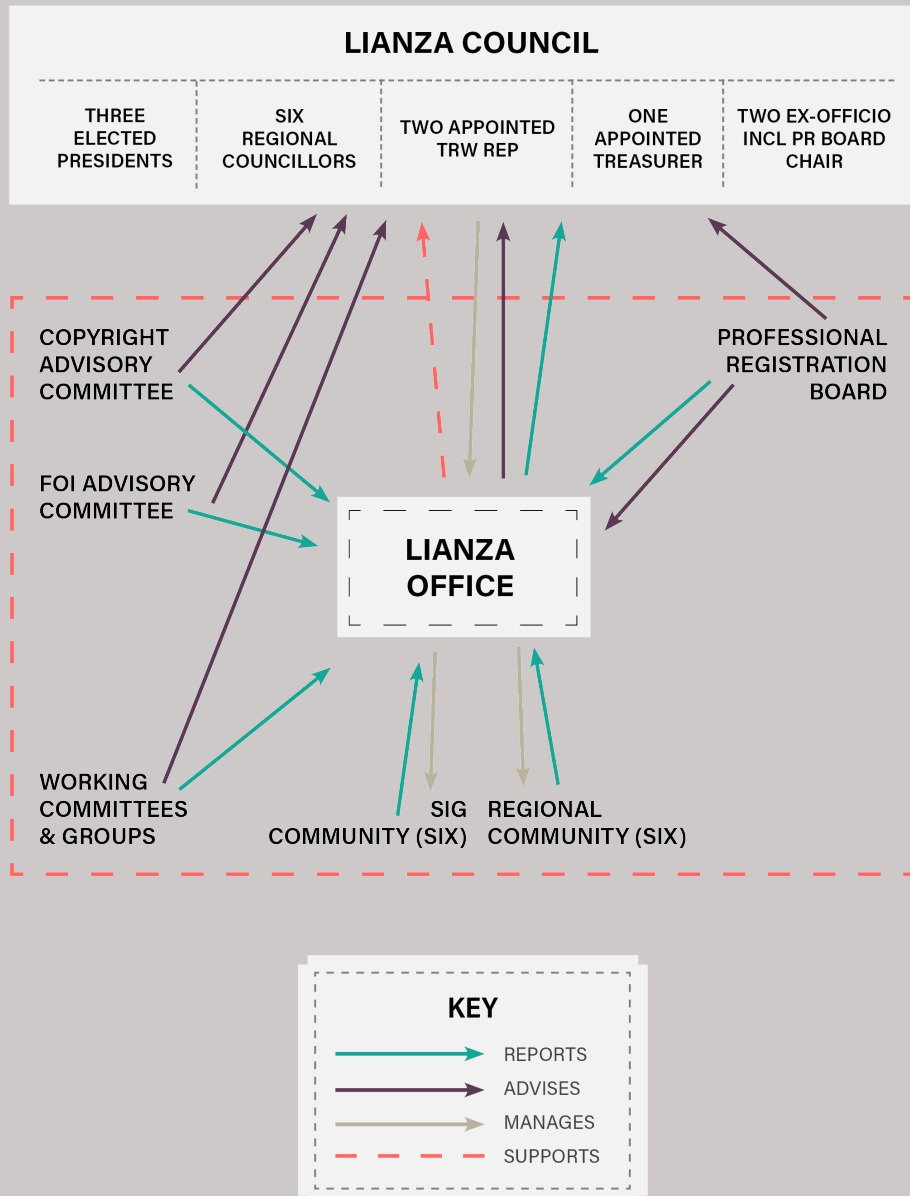 LIANZA COUNCIL
THREE
ELECTED
PRESIDENTS
SIX
REGIONAL
COUNCILLORS
TWO APPOINTED
TRW REP
ONE
APPOINTED
TREASURER
TWO EX-OFFICIO
INCL PR BOARD
CHAIR
COPYRIGHT
ADVISORY
COMMITTEE
PROFESSIONAL
REGISTRATION
BOARD
FOI ADVISORY
COMMITTEE
LIANZA
OFFICE
WORKING
COMMITTEES
& GROUPS
SIG
COMMUNITY (SIX)
REGIONAL
COMMUNITY (SIX)
KEY
REPORTS
ADVISES
MANAGES
SUPPORTS